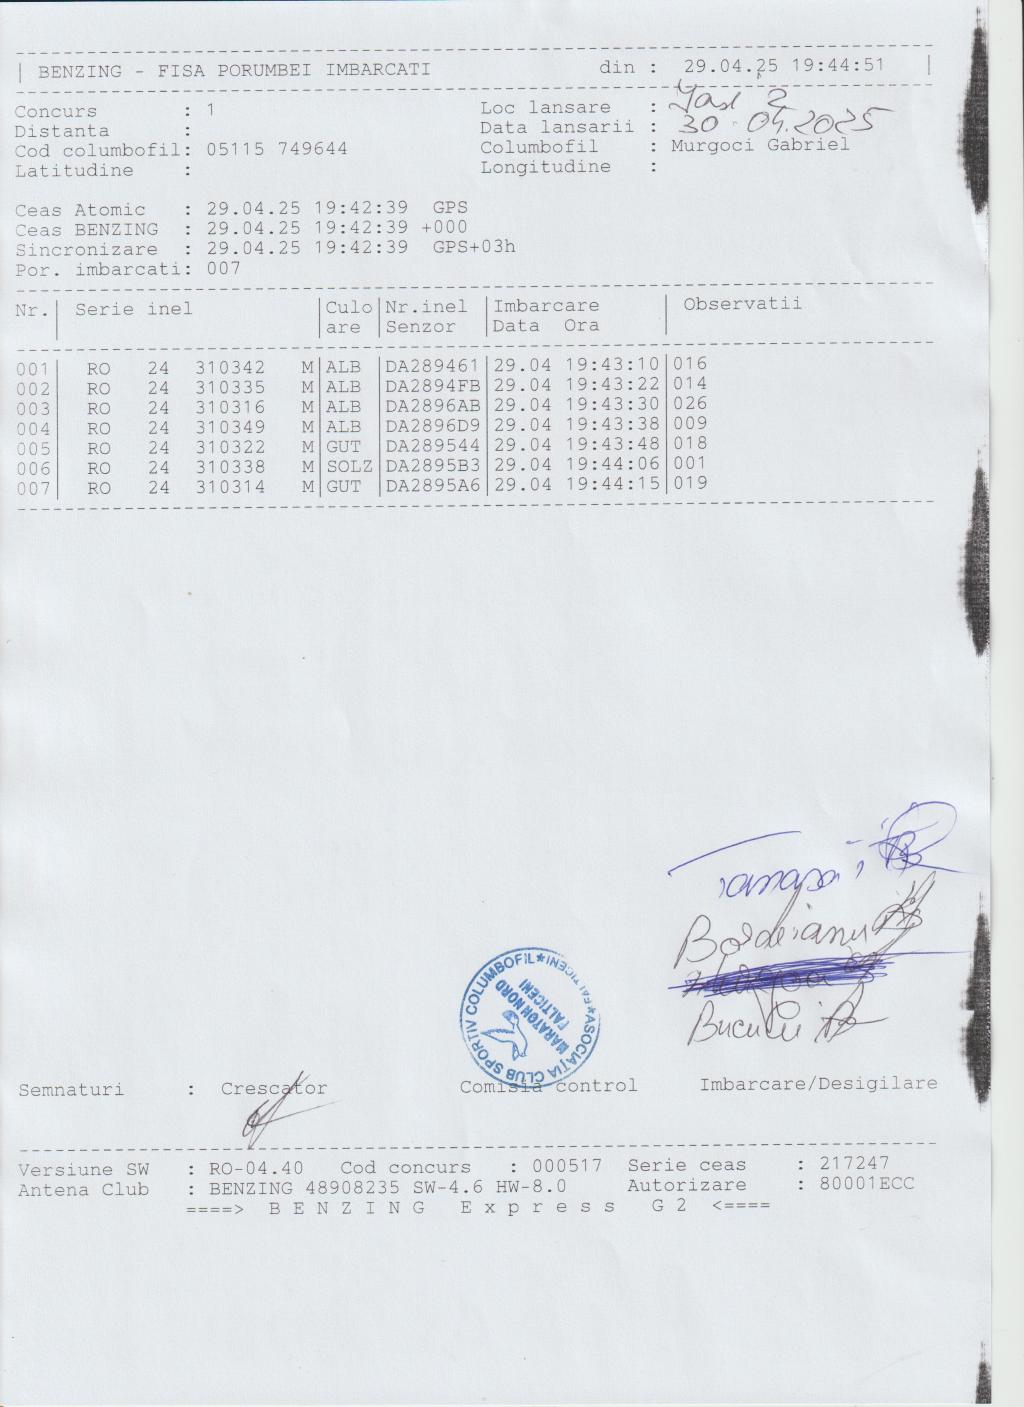 | BENZING - FISA PORUMBEI IMBARCATI din : 29.04.25 19:44:51 |
Concurs : 1 Loc lansare : Iasi 2
Distanta : Data lansarii : 30.04.2025
Cod columbofil: 05115 749644 Columbofil : Murgoci Gabriel
Latitudine : Longitudine :
Ceas Atomic : 29.04.25 19:42:39 GPS
Ceas BENZING : 29.04.25 19:42:39 +000
Sincronizare : 29.04.25 19:42:39 GPS+03h
Por. imbarcati: 007
Nr.| Serie inel |Culo|Nr.inel |Imbarcare | Observatii
| |are |Senzor |Data Ora |
001| RO 24 310342 M|ALB |DA289461|29.04 19:43:10|016
002| RO 24 310335 M|ALB |DA2894FB|29.04 19:43:22|014
003| RO 24 310316 M|ALB |DA2896AB|29.04 19:43:30|026
004| RO 24 310349 M|ALB |DA2896D9|29.04 19:43:38|009
005| RO 24 310322 M|GUT |DA289544|29.04 19:43:48|018
006| RO 24 310338 M|SOLZ|DA2895B3|29.04 19:44:06|001
007| RO 24 310314 M|GUT |DA2895A6|29.04 19:44:15|019
Tanasa
Bordeianu
ASOCIAȚIA CLUB SPORTIV COLUMBOFIL * FALTICENI *
MARATON NORD
FALTICENI
Semnaturi : Crescator Comisia control Imbarcare/Desigilare
Versiune SW : RO-04.40 Cod concurs : 000517 Serie ceas : 217247
Antena Club : BENZING 48908235 SW-4.6 HW-8.0 Autorizare : 80001ECC
====> B E N Z I N G E x p r e s s G 2 <====